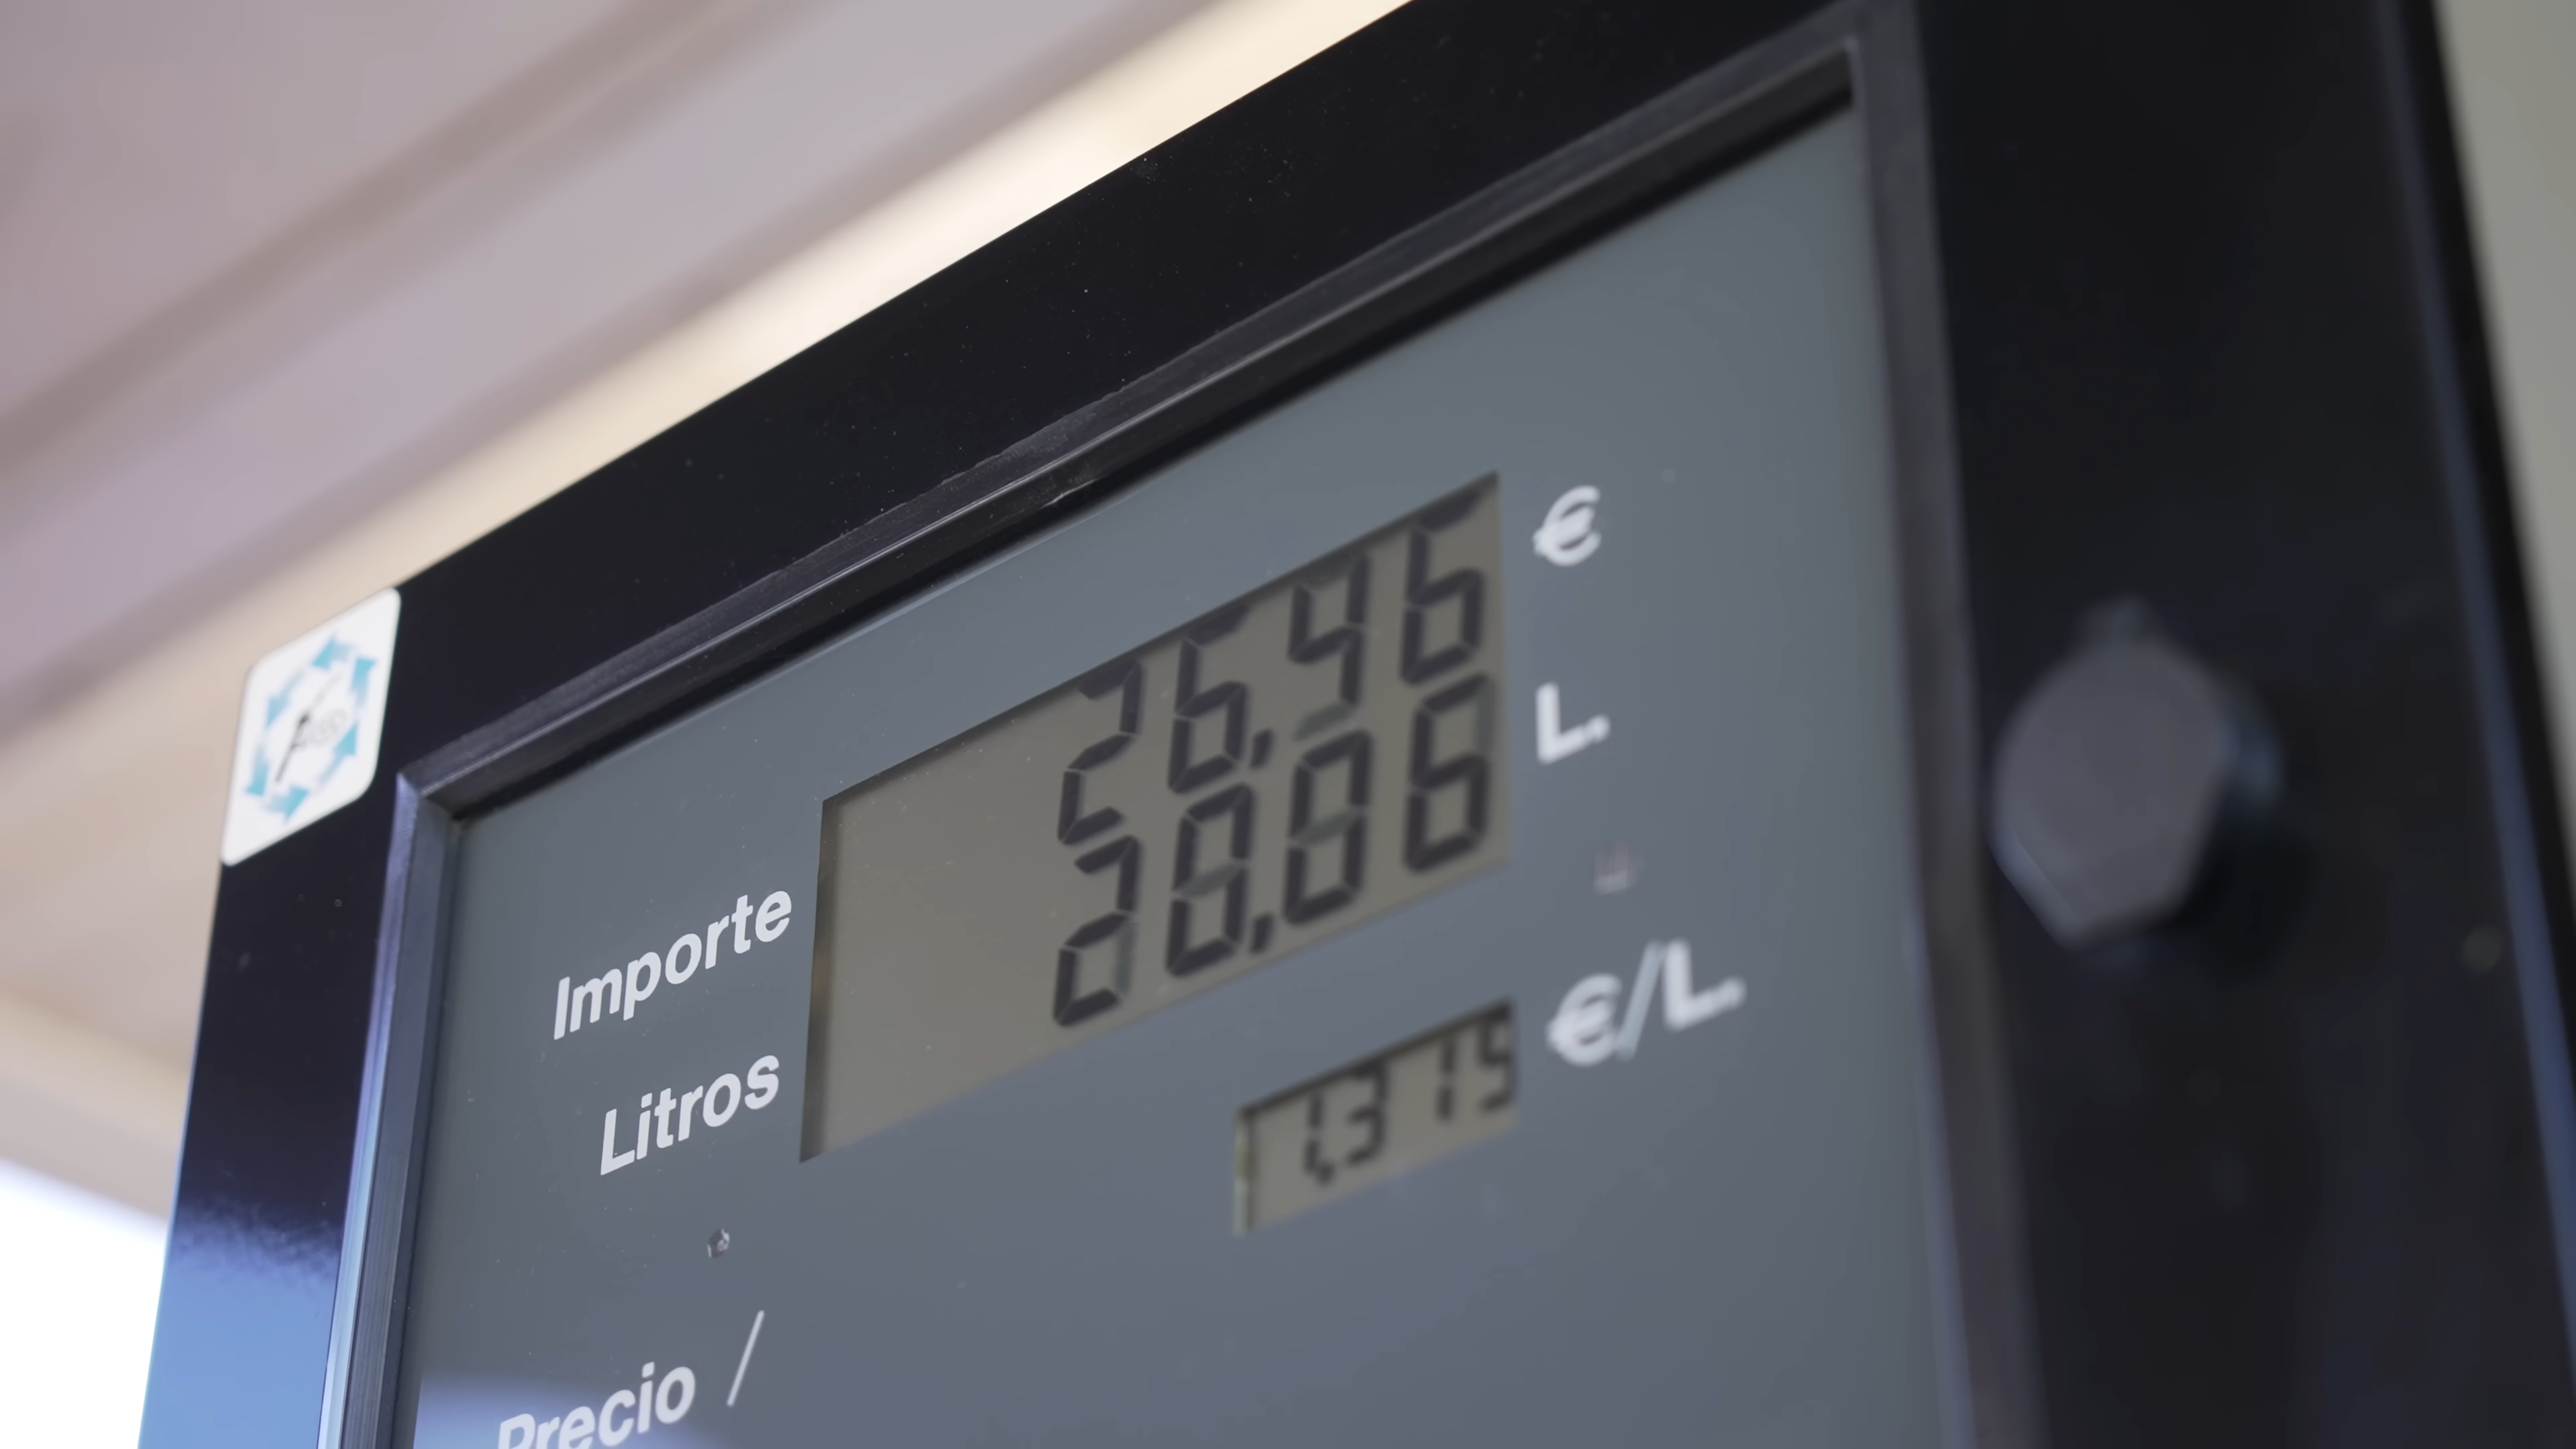 Importe 26,46 €
Litros 20,06 L.
Precio / 1,319 €/L.